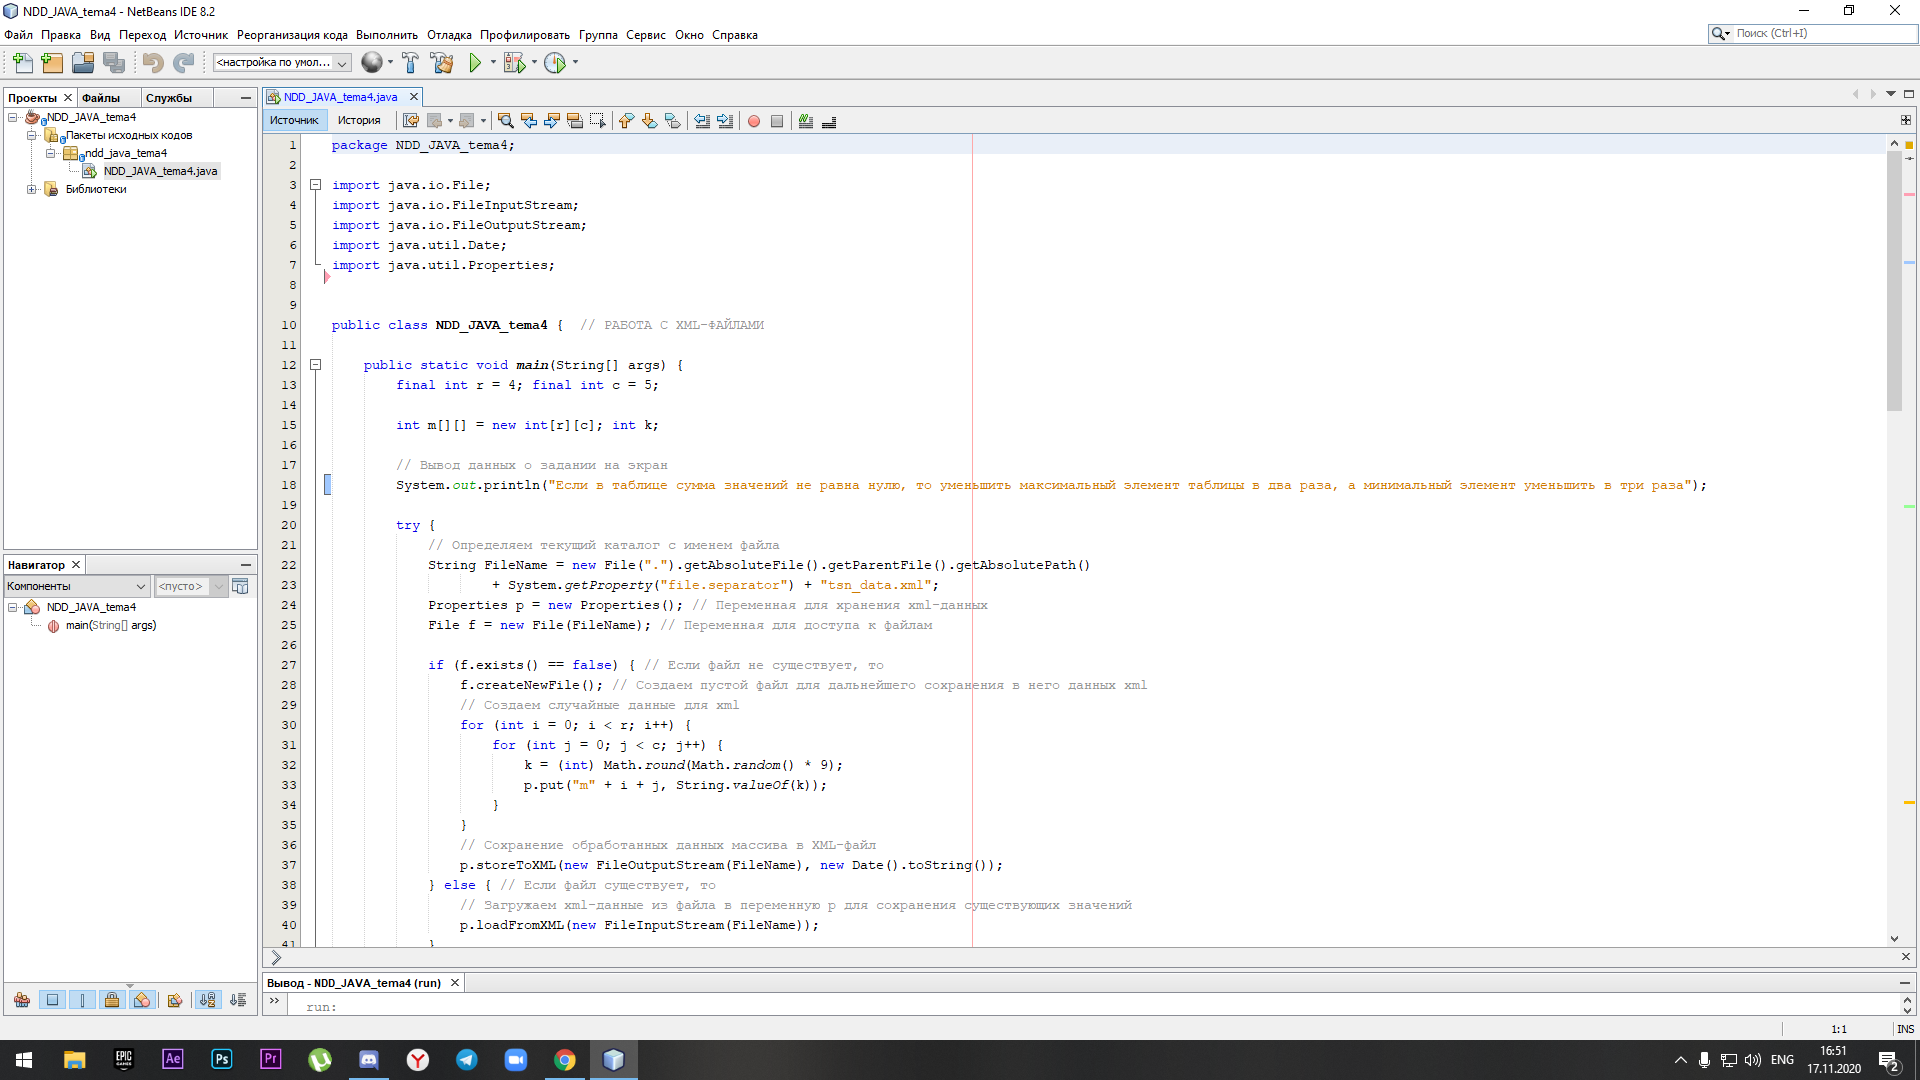 NDD_JAVA_tema4 - NetBeans IDE 8.2
Файл Правка Вид Переход Источник Реорганизация кода Выполнить Отладка Профилировать Группа Сервис Окно Справка
Поиск (Ctrl+I)
<настройка по умол...
Проекты Файлы Службы
NDD_JAVA_tema4
Пакеты исходных кодов
ndd_java_tema4
NDD_JAVA_tema4.java
Библиотеки
Навигатор
Компоненты <пусто>
NDD_JAVA_tema4
main(String[] args)
NDD_JAVA_tema4.java
Источник История
1 package NDD_JAVA_tema4;
2
3 import java.io.File;
4 import java.io.FileInputStream;
5 import java.io.FileOutputStream;
6 import java.util.Date;
7 import java.util.Properties;
8
9
10 public class NDD_JAVA_tema4 { // РАБОТА С XML-ФАЙЛАМИ
11
12 public static void main(String[] args) {
13 final int r = 4; final int c = 5;
14
15 int m[][] = new int[r][c]; int k;
16
17 // Вывод данных о задании на экран
18 System.out.println("Если в таблице сумма значений не равна нулю, то уменьшить максимальный элемент таблицы в два раза, а минимальный элемент уменьшить в три раза");
19
20 try {
21 // Определяем текущий каталог с именем файла
22 String FileName = new File(".").getAbsoluteFile().getParentFile().getAbsolutePath()
23 + System.getProperty("file.separator") + "tsn_data.xml";
24 Properties p = new Properties(); // Переменная для хранения xml-данных
25 File f = new File(FileName); // Переменная для доступа к файлам
26
27 if (f.exists() == false) { // Если файл не существует, то
28 f.createNewFile(); // Создаем пустой файл для дальнейшего сохранения в него данных xml
29 // Создаем случайные данные для xml
30 for (int i = 0; i < r; i++) {
31 for (int j = 0; j < c; j++) {
32 k = (int) Math.round(Math.random() * 9);
33 p.put("m" + i + j, String.valueOf(k));
34 }
35 }
36 // Сохранение обработанных данных массива в XML-файл
37 p.storeToXML(new FileOutputStream(FileName), new Date().toString());
38 } else { // Если файл существует, то
39 // Загружаем xml-данные из файла в переменную p для сохранения существующих значений
40 p.loadFromXML(new FileInputStream(FileName));
41 }
Вывод - NDD_JAVA_tema4 (run)
run:
1:1 INS
EPIC GAMES Ae Ps Pr
ENG 16:51
17.11.2020
2